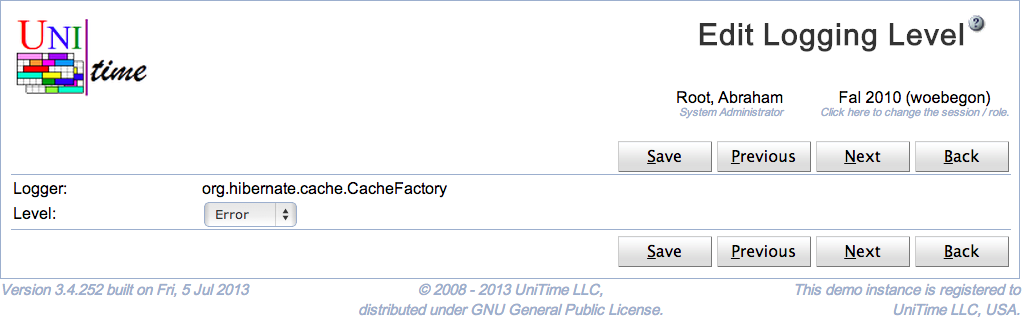 UNI
time
Edit Logging Level
?
Root, Abraham
System Administrator
Fal 2010 (woebegon)
Click here to change the session / role.
Save Previous Next Back
Logger: org.hibernate.cache.CacheFactory
Level: Error
Save Previous Next Back
Version 3.4.252 built on Fri, 5 Jul 2013
© 2008 - 2013 UniTime LLC,
distributed under GNU General Public License.
This demo instance is registered to
UniTime LLC, USA.